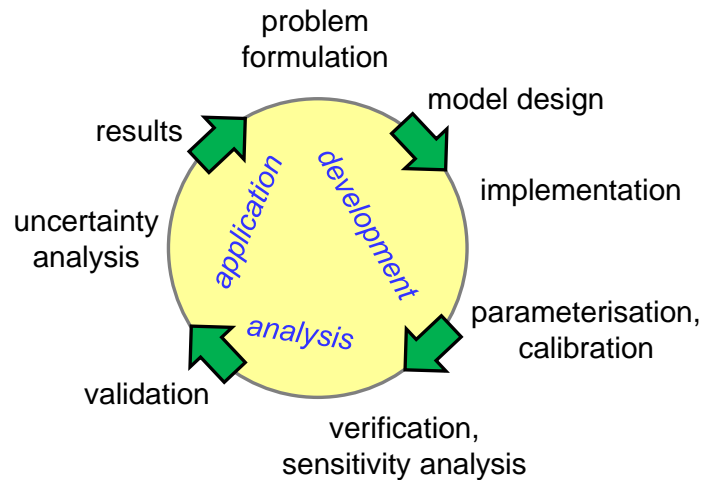 problem
formulation
model design
implementation
parameterisation,
calibration
verification,
sensitivity analysis
validation
uncertainty
analysis
results
development
analysis
application